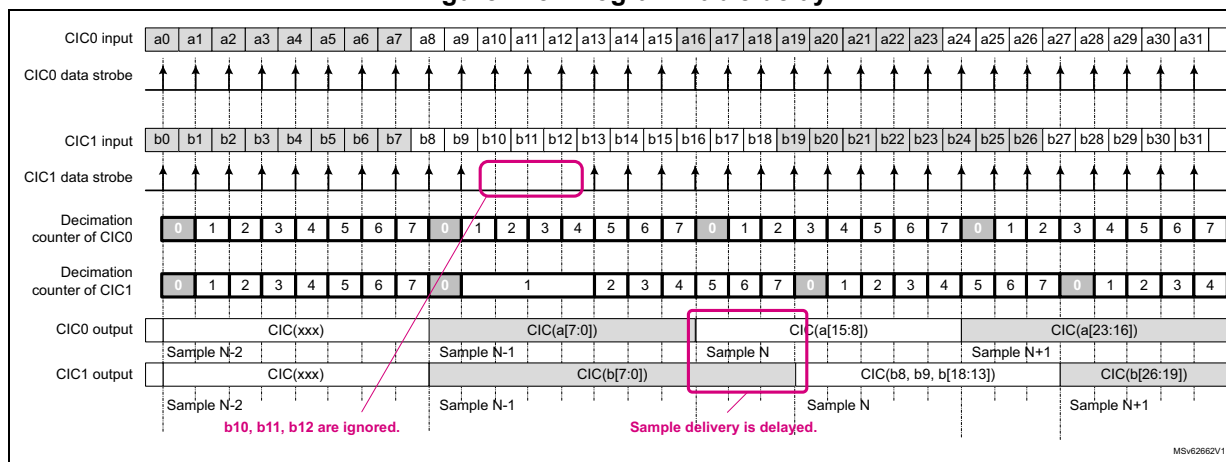 CIC0 input a0 a1 a2 a3 a4 a5 a6 a7 a8 a9 a10 a11 a12 a13 a14 a15 a16 a17 a18 a19 a20 a21 a22 a23 a24 a25 a26 a27 a28 a29 a30 a31
CIC0 data strobe
CIC1 input b0 b1 b2 b3 b4 b5 b6 b7 b8 b9 b10 b11 b12 b13 b14 b15 b16 b17 b18 b19 b20 b21 b22 b23 b24 b25 b26 b27 b28 b29 b30 b31
CIC1 data strobe
Decimation
counter of CIC0 0 1 2 3 4 5 6 7 0 1 2 3 4 5 6 7 0 1 2 3 4 5 6 7 0 1 2 3 4 5 6 7
Decimation
counter of CIC1 0 1 2 3 4 5 6 7 0 1 2 3 4 5 6 7 0 1 2 3 4 5 6 7 0 1 2 3 4
CIC0 output CIC(xxx) CIC(a[7:0]) CIC(a[15:8]) CIC(a[23:16])
Sample N-2 Sample N-1 Sample N Sample N+1
CIC1 output CIC(xxx) CIC(b[7:0]) CIC(b8, b9, b[18:13]) CIC(b[26:19])
Sample N-2 Sample N-1 Sample N Sample N+1
b10, b11, b12 are ignored. Sample delivery is delayed.
MSv62662V1